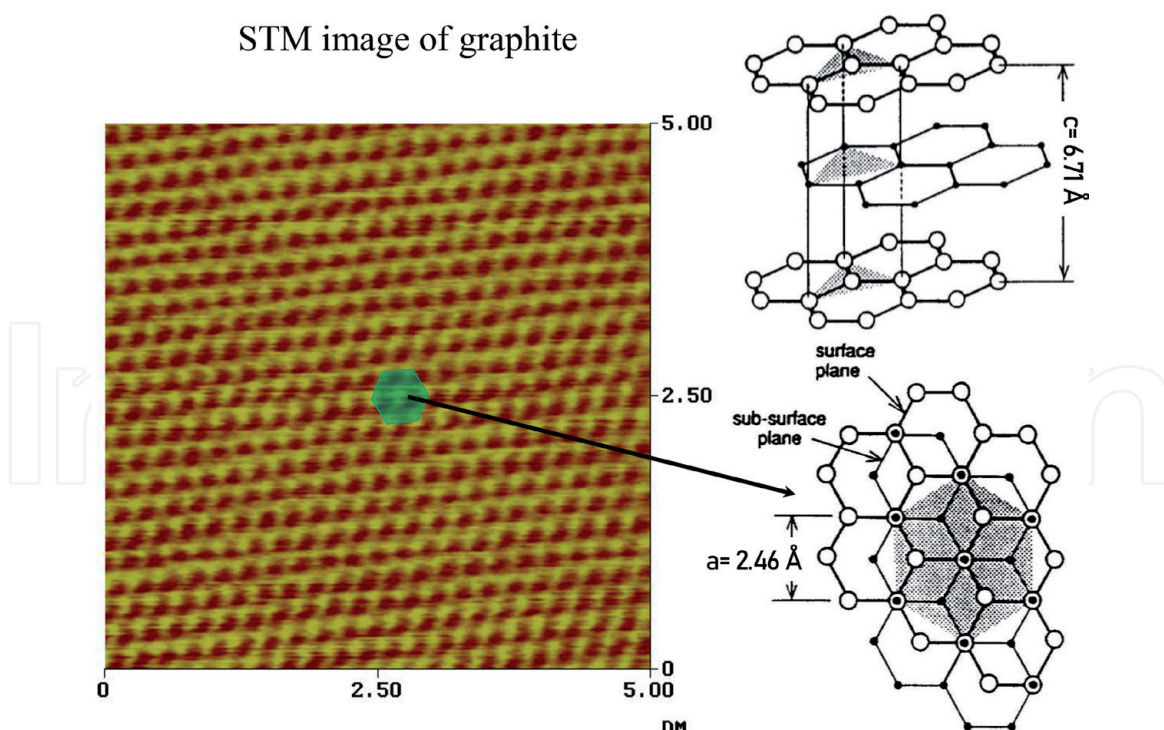 STM image of graphite
5.00
2.50
0
0
2.50
5.00
c= 6.71 Å
surface
plane
sub-surface
plane
a= 2.46 Å